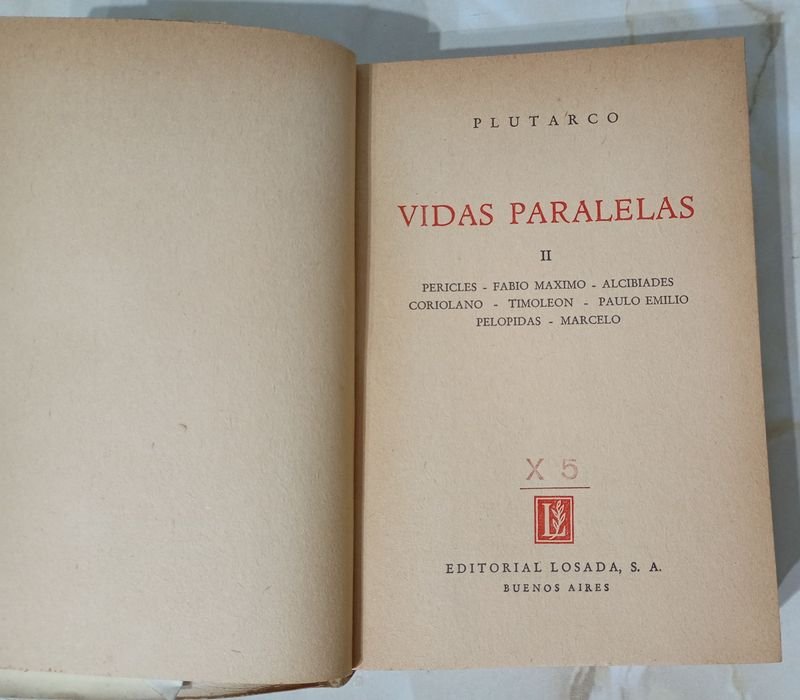 PLUTARCO
VIDAS PARALELAS
II
PERICLES - FABIO MAXIMO - ALCIBIADES
CORIOLANO - TIMOLEON - PAULO EMILIO
PELOPIDAS - MARCELO
X 5
L
EDITORIAL LOSADA, S. A.
BUENOS AIRES